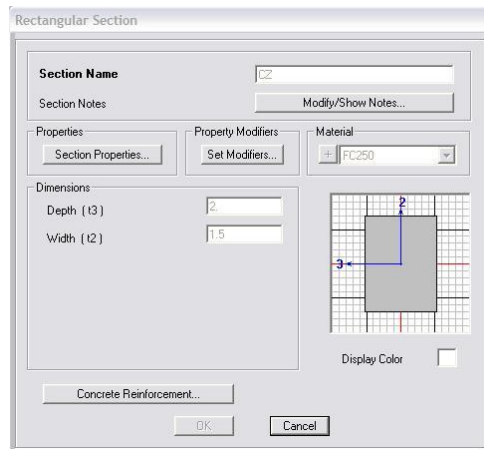 Rectangular Section
Section Name CZ
Section Notes Modify/Show Notes...
Properties Property Modifiers Material
Section Properties... Set Modifiers... + FC250
Dimensions
Depth ( t3 ) 2.
Width ( t2 ) 1.5
2
3
Display Color
Concrete Reinforcement...
OK Cancel